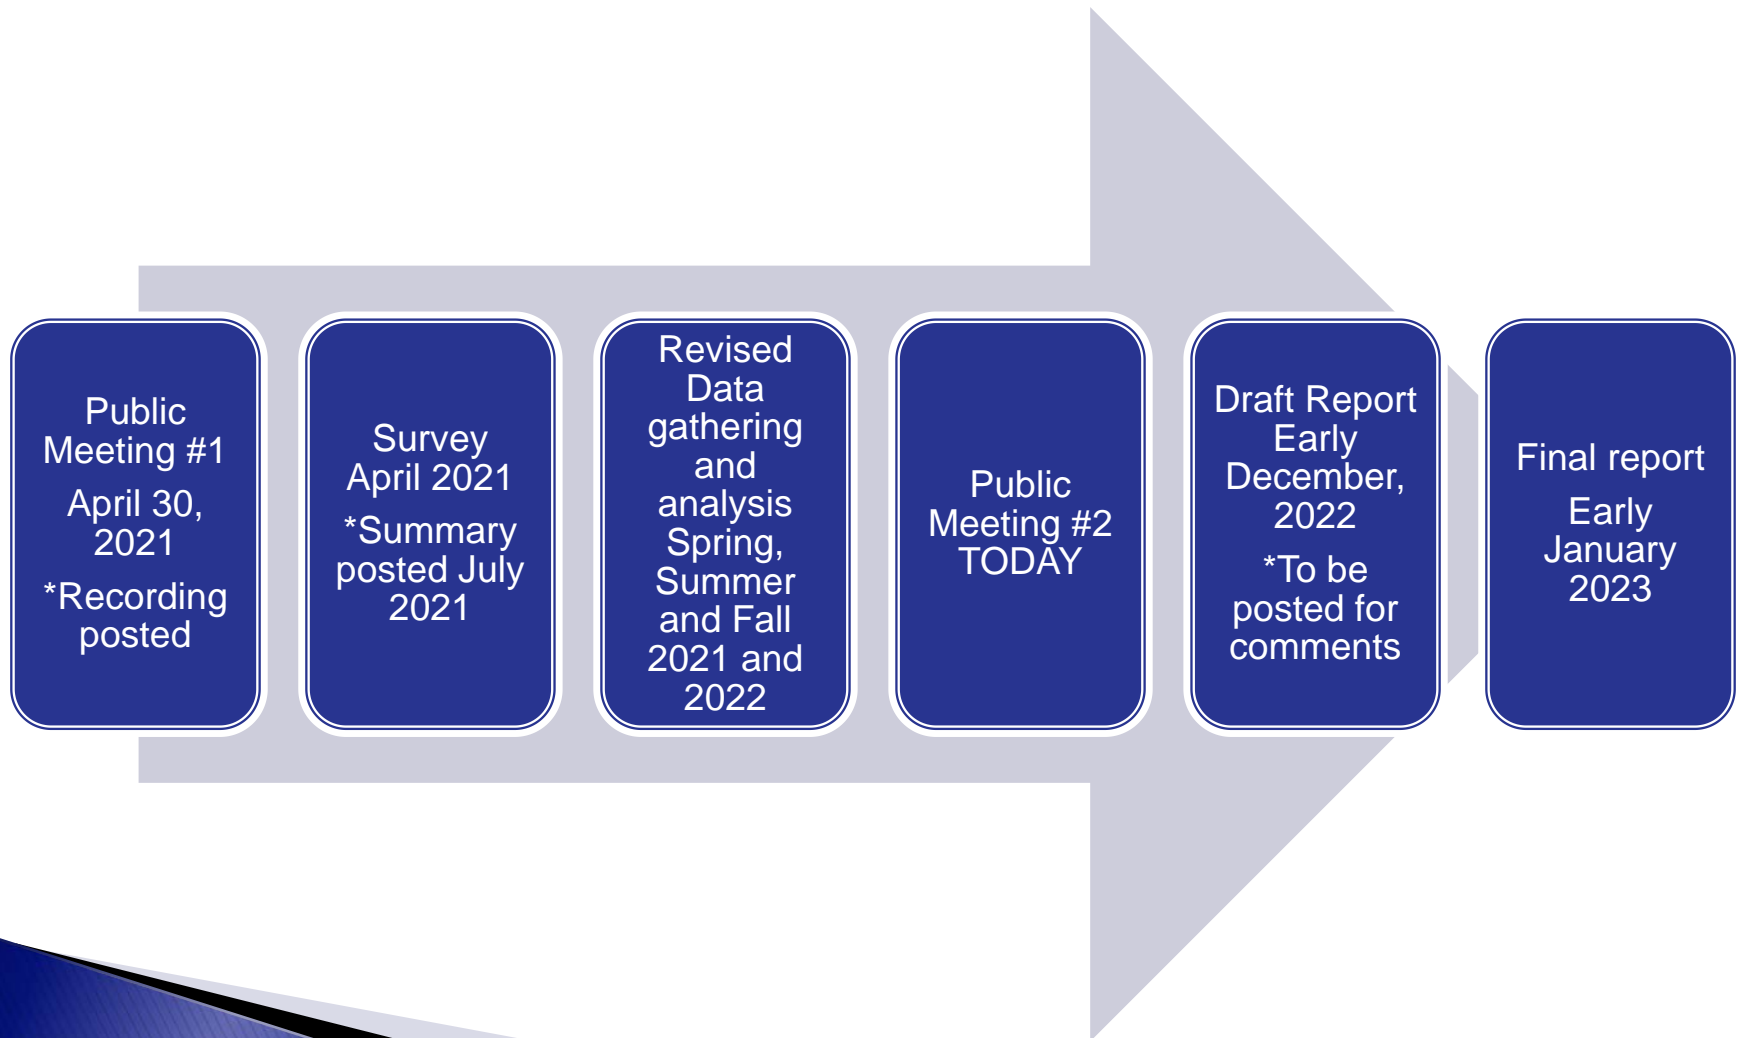 Public
Meeting #1
April 30,
2021
*Recording
posted
Survey
April 2021
*Summary
posted July
2021
Revised
Data
gathering
and
analysis
Spring,
Summer
and Fall
2021 and
2022
Public
Meeting #2
TODAY
Draft Report
Early
December,
2022
*To be
posted for
comments
Final report
Early
January
2023